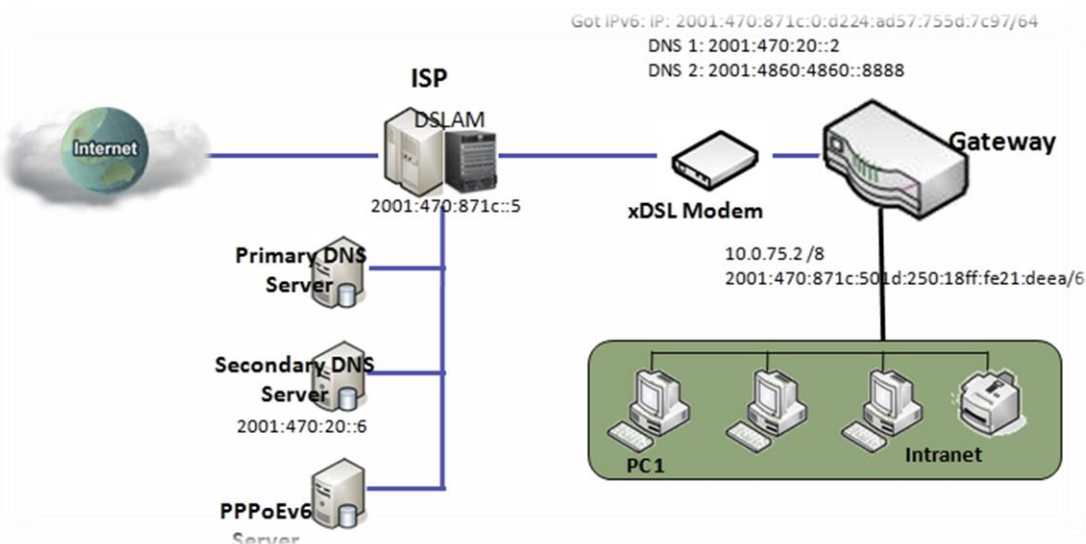 Got IPv6: IP: 2001:470:871c:0:d224:ad57:755d:7c97/64
DNS 1: 2001:470:20::2
DNS 2: 2001:4860:4860::8888
ISP
DSLAM
Internet
Gateway
2001:470:871c::5
xDSL Modem
Primary DNS
Server
10.0.75.2 /8
2001:470:871c:501d:250:18ff:fe21:deea/6
Secondary DNS
Server
2001:470:20::6
PC1
Intranet
PPPoEv6
Server